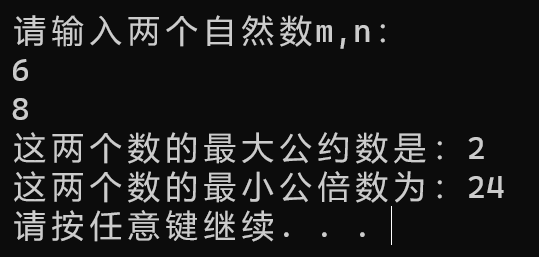 请输入两个自然数m,n:
6
8
这两个数的最大公约数是: 2
这两个数的最小公倍数为: 24
请按任意键继续. . .